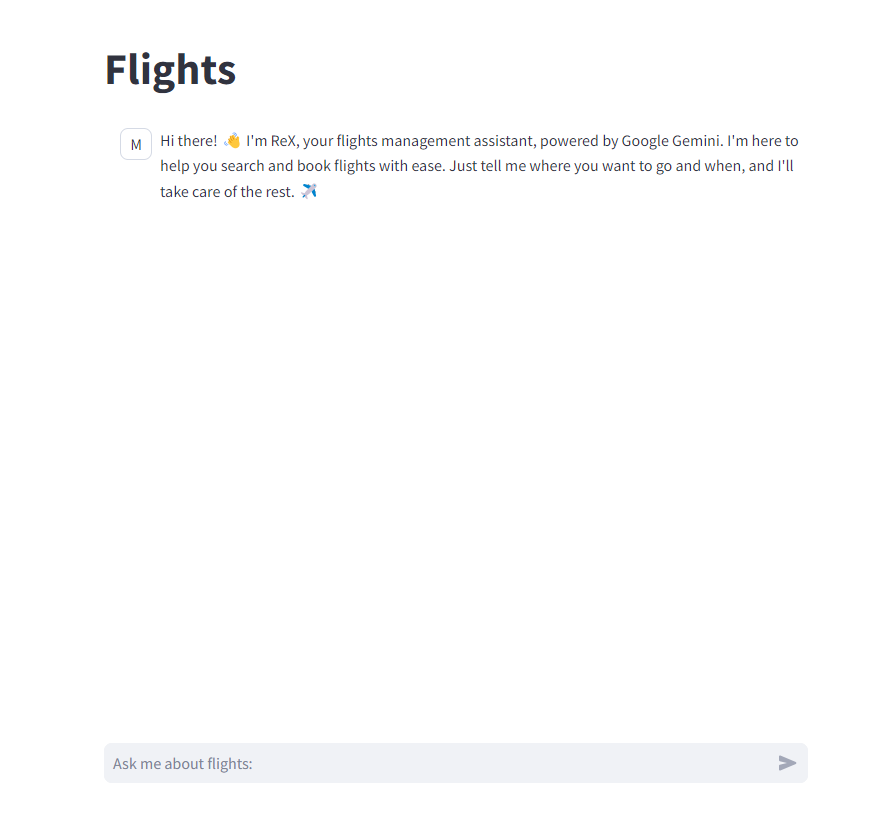 Flights
M
Hi there! 👋 I'm ReX, your flights management assistant, powered by Google Gemini. I'm here to
help you search and book flights with ease. Just tell me where you want to go and when, and I'll
take care of the rest. ✈️
Ask me about flights: